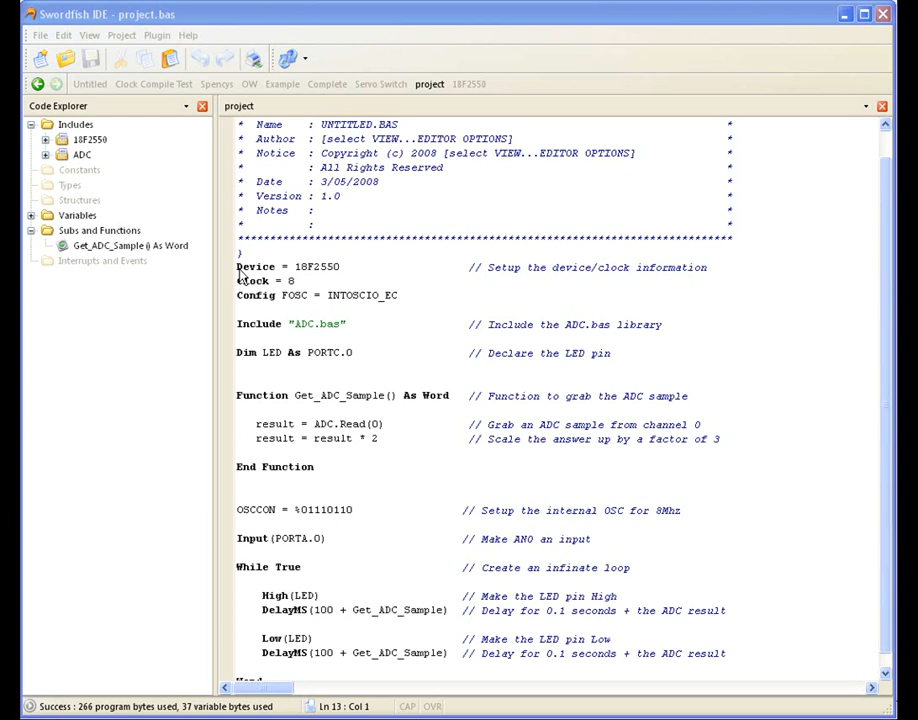 Swordfish IDE - project.bas
File Edit View Project Plugin Help
Untitled Clock Compile Test Spencys OW Example Complete Servo Switch project 18F2550
Code Explorer
project
Includes
18F2550
ADC
Constants
Types
Structures
Variables
Subs and Functions
Get_ADC_Sample () As Word
Interrupts and Events
* Name : UNTITLED.BAS *
* Author : [select VIEW...EDITOR OPTIONS] *
* Notice : Copyright (c) 2008 [select VIEW...EDITOR OPTIONS] *
* : All Rights Reserved *
* Date : 3/05/2008 *
* Version : 1.0 *
* Notes : *
* : *
*****************************************************************************
}
Device = 18F2550 // Setup the device/clock information
Clock = 8
Config FOSC = INTOSCIO_EC
Include "ADC.bas" // Include the ADC.bas library
Dim LED As PORTC.0 // Declare the LED pin
Function Get_ADC_Sample() As Word // Function to grab the ADC sample
result = ADC.Read(0) // Grab an ADC sample from channel 0
result = result * 2 // Scale the answer up by a factor of 3
End Function
OSCCON = %01110110 // Setup the internal OSC for 8Mhz
Input(PORTA.0) // Make AN0 an input
While True // Create an infinate loop
High(LED) // Make the LED pin High
DelayMS(100 + Get_ADC_Sample) // Delay for 0.1 seconds + the ADC result
Low(LED) // Make the LED pin Low
DelayMS(100 + Get_ADC_Sample) // Delay for 0.1 seconds + the ADC result
Success : 266 program bytes used, 37 variable bytes used Ln 13 : Col 1 CAP OVR